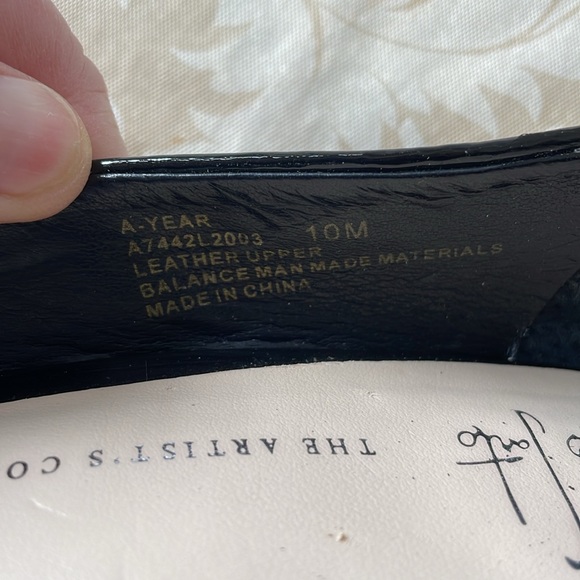 A-YEAR
A7442L2003 10M
LEATHER UPPER
BALANCE MAN MADE MATERIALS
MADE IN CHINA
THE ARTIST'S CO